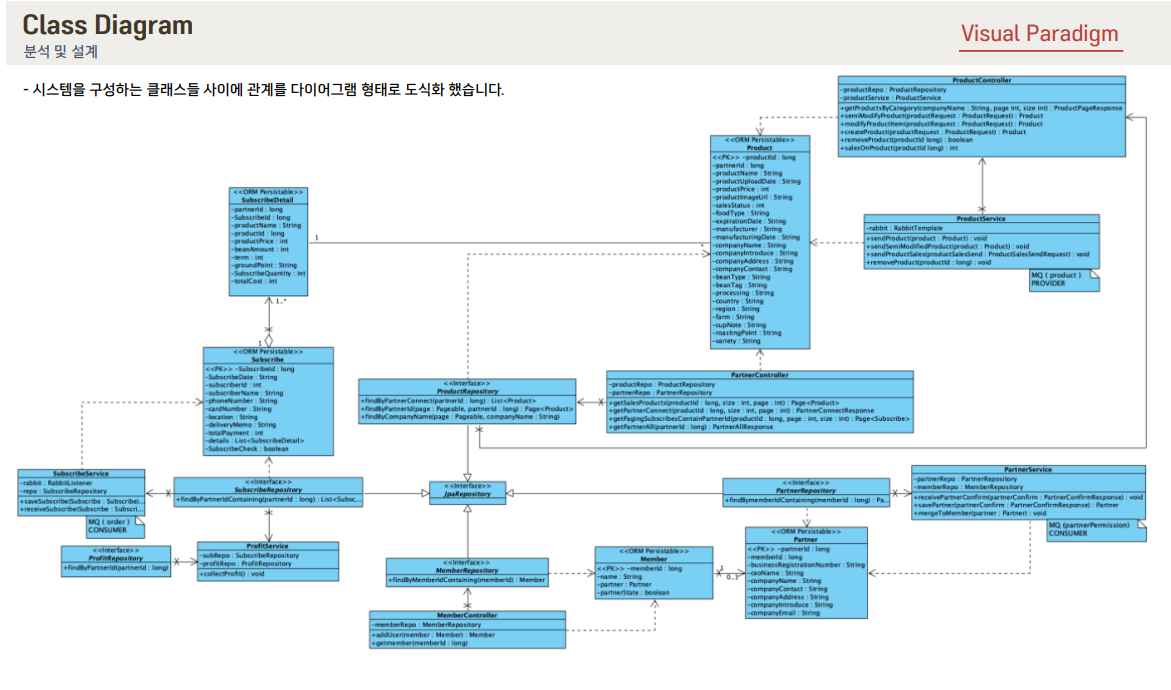 Class Diagram
분석 및 설계
Visual Paradigm
- 시스템을 구성하는 클래스들 사이에 관계를 다이어그램 형태로 도식화 했습니다.
ProductController
-productRepo : ProductRepository
-productService : ProductService
+getProductsByCategory(companyName : String, page int, size int) : ProductPageResponse
+semiModifyProduct(productRequest : ProductRequest) : Product
+modifyProductItem(productRequest : ProductRequest) : Product
+createProduct(productRequest : ProductRequest) : Product
+removeProduct(productId long) : boolean
+salesOnProduct(productId long) : int
<<ORM Persistable>>
Product
<<PK>> -productId : long
-partnerId : long
-productName : String
-productUploadDate : String
-productPrice : int
-productImageUrl : String
-salesStatus : int
-foodType : String
-expirationDate : String
-manufacturer : String
-manufacturingDate : String
-companyName : String
-companyIntroduce : String
-companyAddress : String
-companyContact : String
-beanType : String
-beanTag : String
-processing : String
-country : String
-region : String
-farm : String
-cupNote : String
-roastingPoint : String
-variety : String
<<ORM Persistable>>
SubscribeDetail
-partnerId : long
-SubscribeId : long
-productName : String
-productId : long
-productPrice : int
-beanAmount : int
-term : int
-groundPoint : String
-SubscribeQuantity : int
-totalCost : int
1
*
1..*
1
ProductService
-rabbit : RabbitTemplate
+sendProduct(product : Product) : void
+sendSemiModifiedProduct(product: Product) : void
+sendProductSales(productSalesSend : ProductSalesSendRequest) : void
+removeProduct(productId : long) : void
MQ ( product )
PROVIDER
<<ORM Persistable>>
Subscribe
<<PK>> -SubscribeId : long
-SubscribeDate : String
-subscriberId : int
-subscriberName : String
-phoneNumber : String
-cardNumber : String
-location : String
-deliveryMemo : String
-totalPayment : int
-details : List<SubscribeDetail>
-SubscribeCheck : boolean
<<Interface>>
ProductRepository
+findByPartnerConnect(partnerId : long) : List<Product>
+findByPartnerId(page : Pageable, partnerId : long) : Page<Product>
+findByCompanyName(page : Pageable, companyName : String)
PartnerController
-productRepo : ProductRepository
-partnerRepo : PartnerRepository
+getSalesProducts(productId : long, size : int, page : int) : Page<Product>
+getPartnerConnect(productId : long, size : int, page : int) : PartnerConnectResponse
+getPagingSubscribesContainPartnerId(productId : long, page : int, size : int) : Page<Subscribe>
+getPartnerAll(partnerId : long) : PartnerAllResponse
SubscribeService
-rabbit : RabbitListener
-repo : SubscribeRepository
+saveSubscribe(Subscribe : Subscribe)...
+receiveSubscribe(Subscribe : Subscri...
MQ ( order )
CONSUMER
<<Interface>>
SubscribeRepository
+findByPartnerIdContaining(partnerId : long) : List<Subsc...
<<Interface>>
JpaRepository
<<Interface>>
PartnerRepository
+findBymemberIdContaining(memberId : long) : Pa...
PartnerService
-partnerRepo : PartnerRepository
-memberRepo : MemberRepository
+receivePartnerConfirm(partnerConfirm : PartnerConfirmResponse) : void
+savePartner(partnerConfirm : PartnerConfirmResponse) : Partner
+mergeToMember(partner : Partner) : void
MQ (partnerPermission)
CONSUMER
<<Interface>>
ProfitRepository
+findByPartnerId(partnerId : long)
ProfitService
-subRepo : SubscribeRepository
-profitRepo : ProfitRepository
+collectProfit() : void
<<Interface>>
MemberRepository
+findByMemberIdContaining(memberId) : Member
<<ORM Persistable>>
Member
<<PK>> -memberId : long
-name : String
-partner : Partner
-partnerState : boolean
1
0..1
<<ORM Persistable>>
Partner
<<PK>> -partnerId : long
-memberId : long
-businessRegistrationNumber : String
-ceoName : String
-companyName : String
-companyContact : String
-companyAddress : String
-companyIntroduce : String
-companyEmail : String
MemberController
-memberRepo : MemberRepository
+addUser(member : Member) : Member
+getmember(memberId : long)